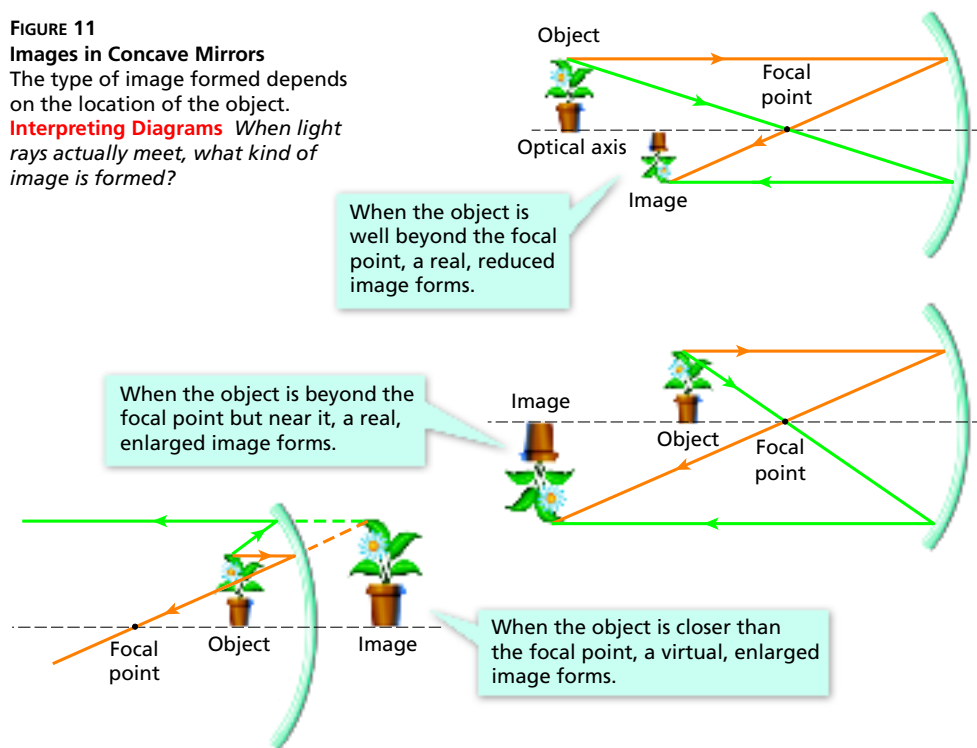 FIGURE 11
Images in Concave Mirrors
The type of image formed depends
on the location of the object.
Interpreting Diagrams When light
rays actually meet, what kind of
image is formed?
Object
Focal
point
Optical axis
Image
When the object is
well beyond the focal
point, a real, reduced
image forms.
When the object is beyond the
focal point but near it, a real,
enlarged image forms.
Image
Object
Focal
point
Focal
point
Object
Image
When the object is closer than
the focal point, a virtual, enlarged
image forms.